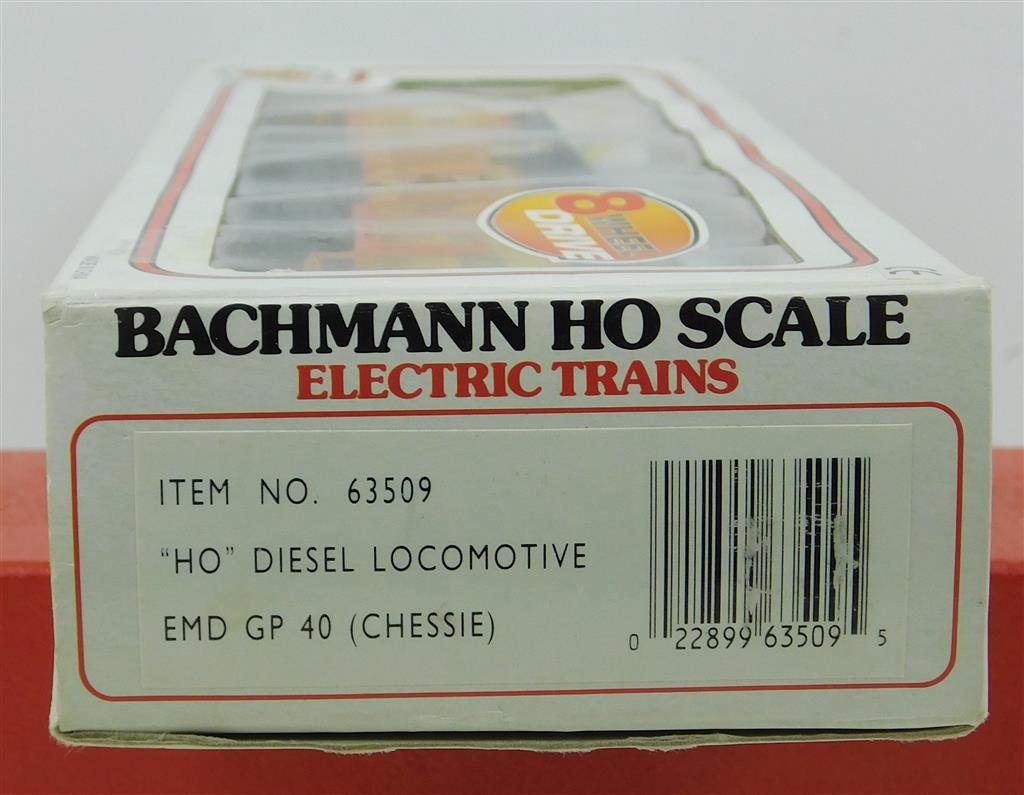 8 WHEEL
DRIVE
CE
BACHMANN HO SCALE
ELECTRIC TRAINS
ITEM NO. 63509
"HO" DIESEL LOCOMOTIVE
EMD GP 40 (CHESSIE)
0 22899 63509 5